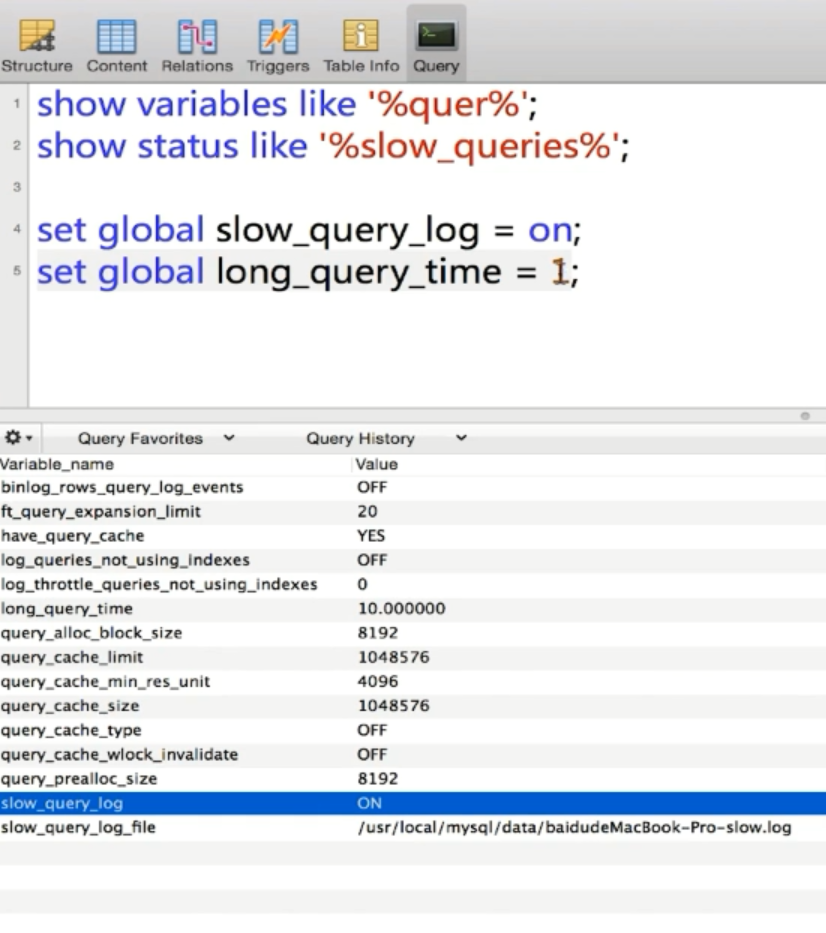 Structure Content Relations Triggers Table Info Query
1 show variables like '%quer%';
2 show status like '%slow_queries%';
3
4 set global slow_query_log = on;
5 set global long_query_time = 1;
Query Favorites Query History
Variable_name Value
binlog_rows_query_log_events OFF
ft_query_expansion_limit 20
have_query_cache YES
log_queries_not_using_indexes OFF
log_throttle_queries_not_using_indexes 0
long_query_time 10.000000
query_alloc_block_size 8192
query_cache_limit 1048576
query_cache_min_res_unit 4096
query_cache_size 1048576
query_cache_type OFF
query_cache_wlock_invalidate OFF
query_prealloc_size 8192
slow_query_log ON
slow_query_log_file /usr/local/mysql/data/baidudeMacBook-Pro-slow.log